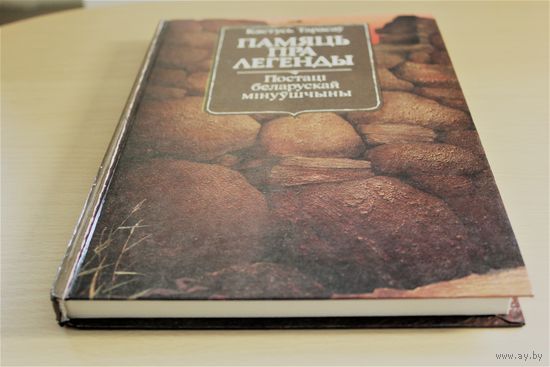 Кастусь Тарасаў
ПАМЯЦЬ
ПРА
ЛЕГЕНДЫ
Постаці
беларускай
мінуўшчыны
www.ay.by